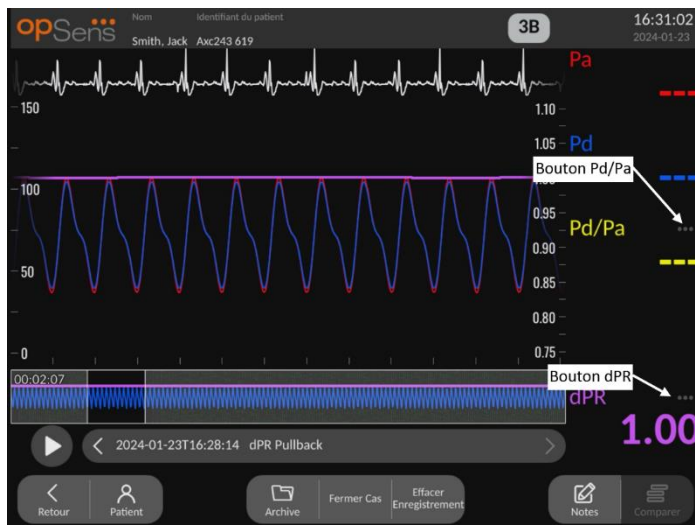 opSens
Nom Identifiant du patient
Smith, Jack Axc243 619
3B
16:31:02
2024-01-23
Pa
150
1.10
1.05
Pd
Bouton Pd/Pa
100
0.95
Pd/Pa
0.90
50
0.85
0.80
0
0.75
00:02:07
Bouton dPR
dPR
1.00
2024-01-23T16:28:14 dPR Pullback
Retour
Patient
Archive
Fermer Cas
Effacer
Enregistrement
Notes
Comparer